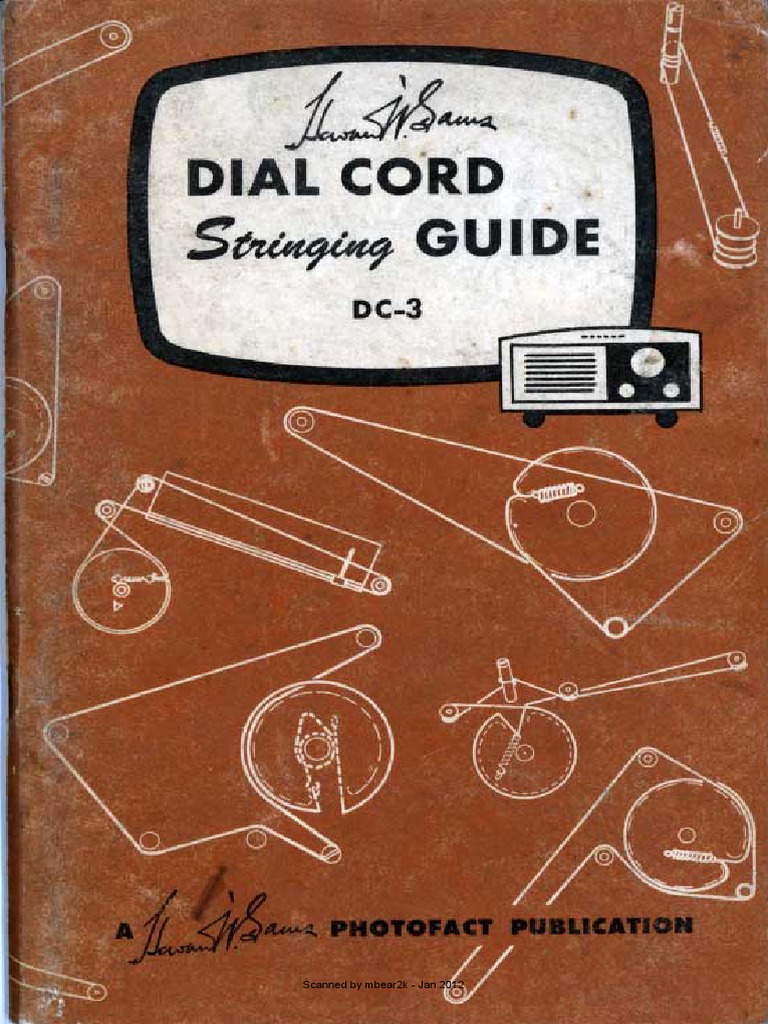 Howard W. Sams
DIAL CORD
Stringing GUIDE
DC-3
A Howard W. Sams PHOTOFACT PUBLICATION
Scanned by mbear2k - Jan 2012